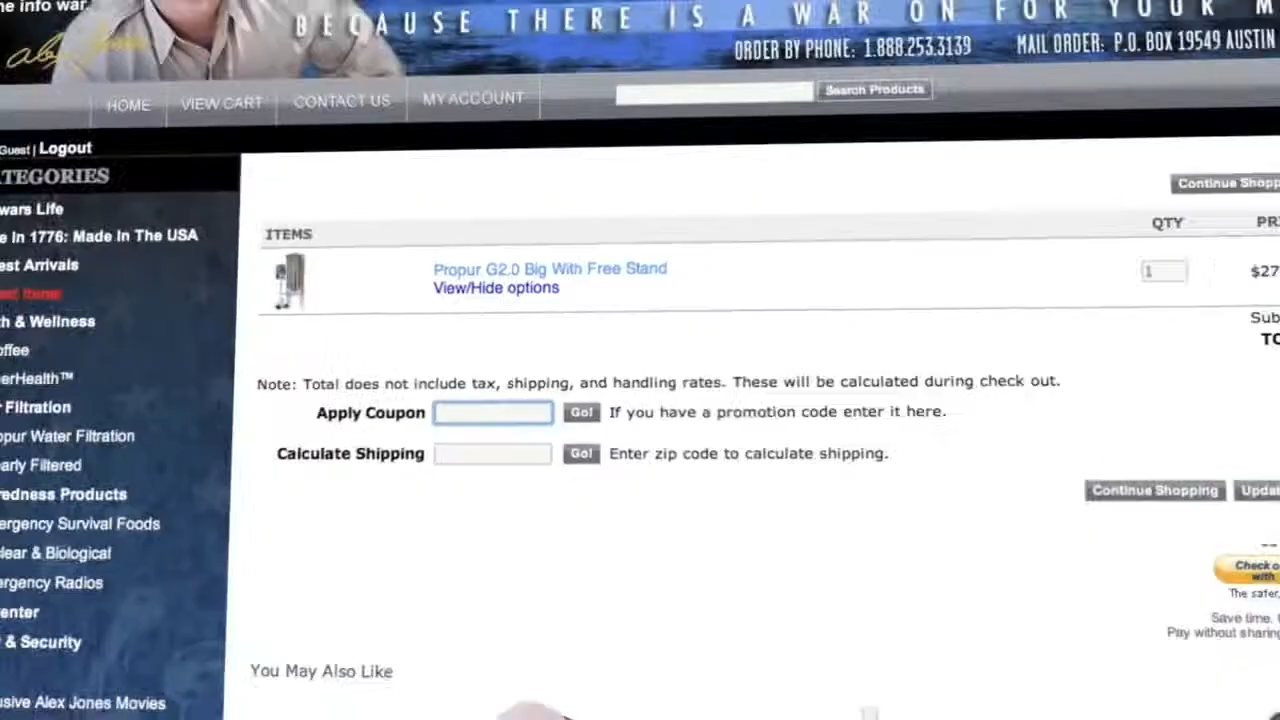 he info war
BECAUSE THERE IS A WAR ON FOR YOUR M
ORDER BY PHONE: 1.888.253.3139 MAIL ORDER: P.O. BOX 19549 AUSTIN
HOME VIEW CART CONTACT US MY ACCOUNT Search Products
Guest | Logout
TEGORIES
wars Life
e In 1776: Made In The USA
est Arrivals
th & Wellness
offee
erHealth™
Filtration
opur Water Filtration
early Filtered
redness Products
ergency Survival Foods
lear & Biological
ergency Radios
enter
& Security
usive Alex Jones Movies
Continue Shopp
ITEMS QTY PRI
Propur G2.0 Big With Free Stand 1 $27
View/Hide options
Sub
TO
Note: Total does not include tax, shipping, and handling rates. These will be calculated during check out.
Apply Coupon Go! If you have a promotion code enter it here.
Calculate Shipping Go! Enter zip code to calculate shipping.
Continue Shopping Updat
Check o
with
The safer,
Save time.
Pay without sharing
You May Also Like